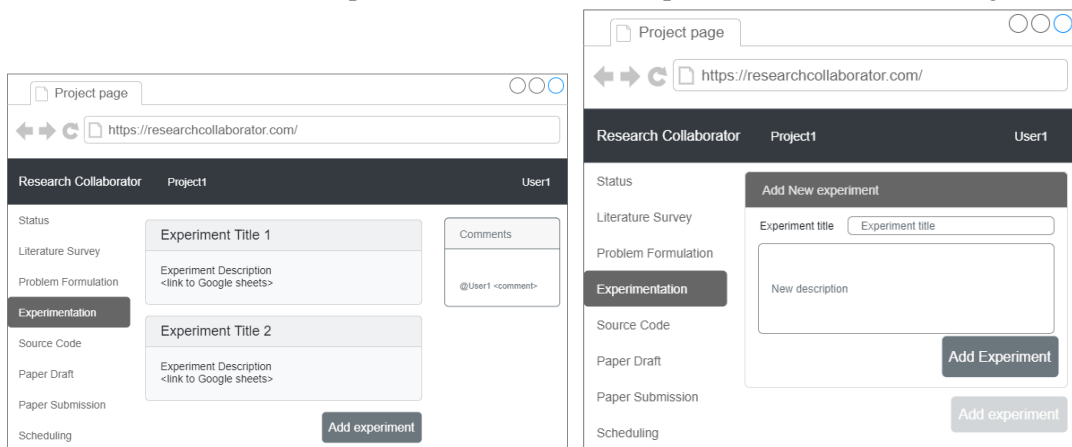 Project page
https://researchcollaborator.com/
Research Collaborator Project1 User1
Status
Literature Survey
Problem Formulation
Experimentation
Source Code
Paper Draft
Paper Submission
Scheduling
Experiment Title 1
Experiment Description
<link to Google sheets>
Experiment Title 2
Experiment Description
<link to Google sheets>
Add experiment
Comments
@User1 <comment>
Project page
https://researchcollaborator.com/
Research Collaborator Project1 User1
Status
Literature Survey
Problem Formulation
Experimentation
Source Code
Paper Draft
Paper Submission
Scheduling
Add New experiment
Experiment title Experiment title
New description
Add Experiment
Add experiment